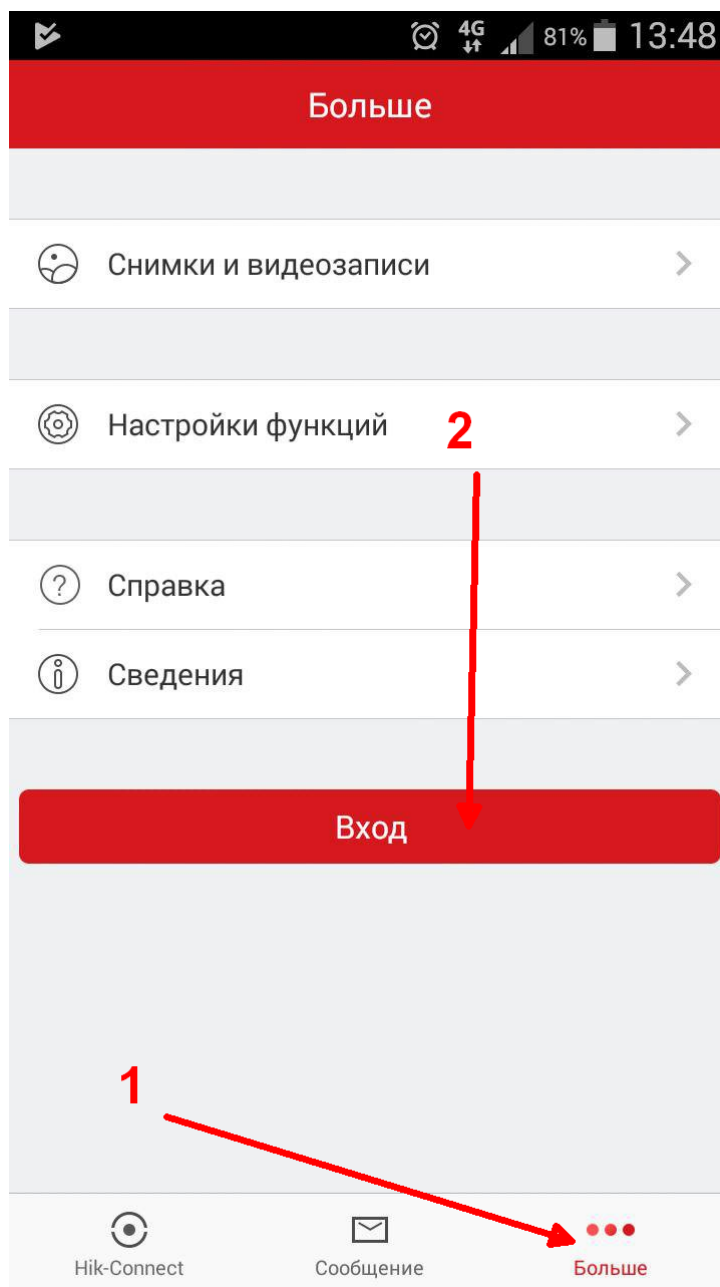 4G 81% 13:48
Больше
Снимки и видеозаписи
Настройки функций 2
Справка
Сведения
Вход
1
Hik-Connect Сообщение Больше